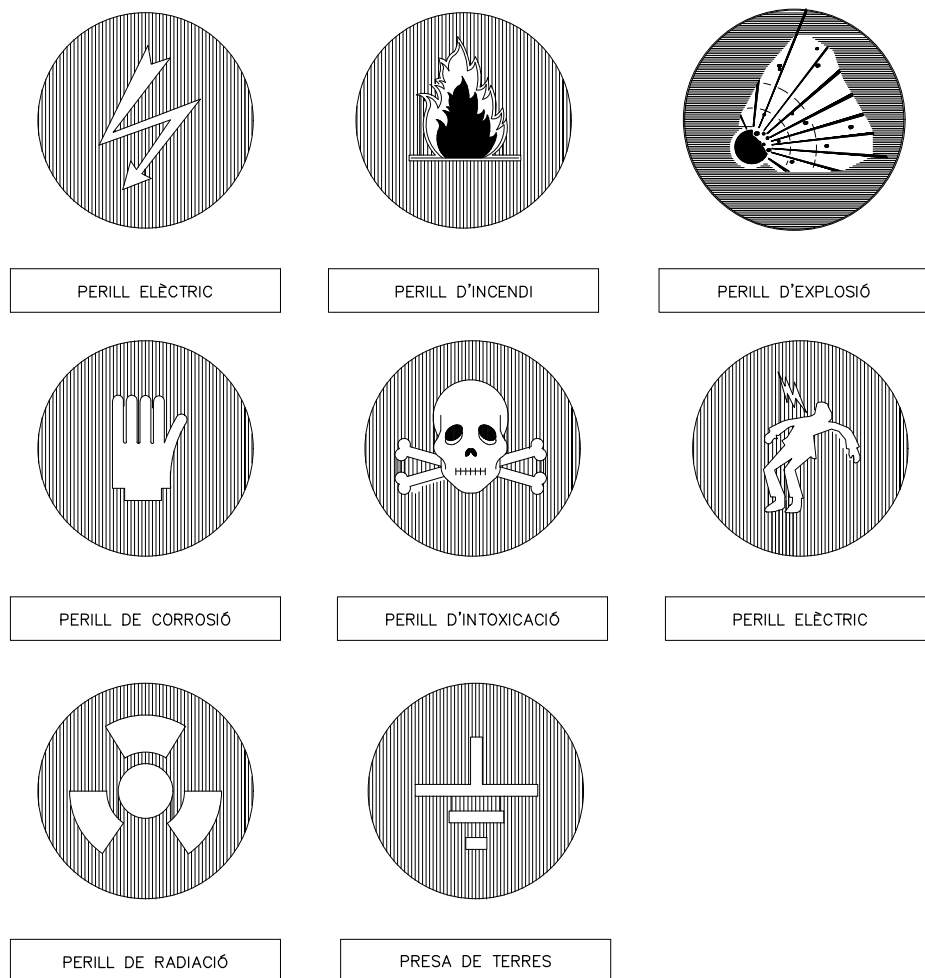 PERILL ELÈCTRIC
PERILL D'INCENDI
PERILL D'EXPLOSIÓ
PERILL DE CORROSIÓ
PERILL D'INTOXICACIÓ
PERILL ELÈCTRIC
PERILL DE RADIACIÓ
PRESA DE TERRES